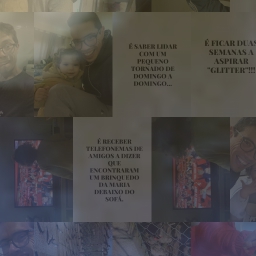 É SABER LIDAR
COM UM
PEQUENO
TORNADO DE
DOMINGO A
DOMINGO...
É FICAR DUAS
SEMANAS A
ASPIRAR
"GLITTER"!!!
É RECEBER
TELEFONEMAS DE
AMIGOS A DIZER
QUE
ENCONTRARAM
UM BRINQUEDO
DA MARIA
DEBAIXO DO
SOFÁ.